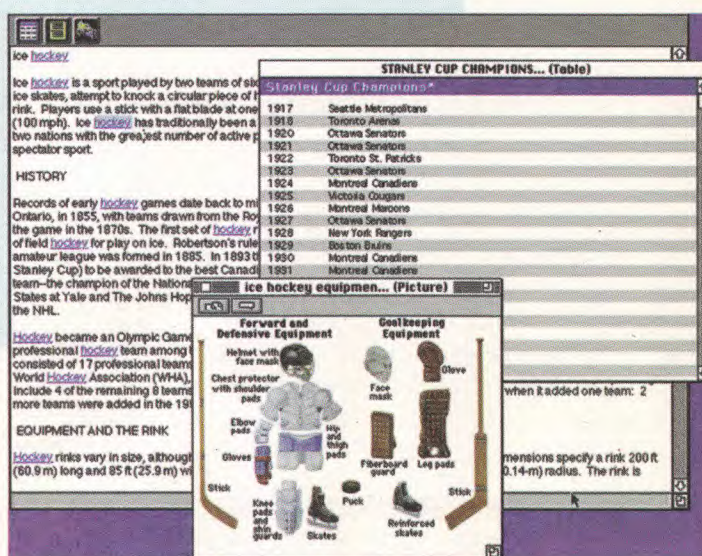 ice hockey
Ice hockey is a sport played by two teams of six
ice skates, attempt to knock a circular piece of
rink. Players use a stick with a flat blade at one
(100 mph). Ice hockey has traditionally been a
two nations with the greatest number of active p
spectator sport.
HISTORY
Records of early hockey games date back to mi
Ontario, in 1855, with teams drawn from the Roy
the game in the 1870s. The first set of hockey r
of field hockey for play on ice. Robertson's rule
amateur league was formed in 1885. In 1893 t
Stanley Cup) to be awarded to the best Canadi
team--the champion of the Nationa
States at Yale and The Johns Hop
the NHL.
Hockey became an Olympic Game
professional hockey team among
consisted of 17 professional teams
World Hockey Association (WHA),
include 4 of the remaining 8 teams
when it added one team: 2
more teams were added in the 19
EQUIPMENT AND THE RINK
Hockey rinks vary in size, although
mensions specify a rink 200 ft
(60.9 m) long and 85 ft (25.9 m) wi
0.14-m) radius. The rink is
STANLEY CUP CHAMPIONS... (Table)
Stanley Cup Champions*
1917 Seattle Metropolitans
1918 Toronto Arenas
1920 Ottawa Senators
1921 Ottawa Senators
1922 Toronto St. Patricks
1923 Ottawa Senators
1924 Montreal Canadiens
1925 Victoria Cougars
1926 Montreal Maroons
1927 Ottawa Senators
1928 New York Rangers
1929 Boston Bruins
1930 Montreal Canadiens
1931 Montreal Canadiens
ice hockey equipmen... (Picture)
Forward and
Defensive Equipment
Goalkeeping
Equipment
Helmet with
face mask
Chest protector
with shoulder
pads
Elbow
pads
Gloves
Hip
and
thigh
pads
Stick
Knee
pads
and
shin
guards
Skates
Puck
Face
mask
Glove
Fiberboard
guard
Leg pads
Stick
Reinforced
skates